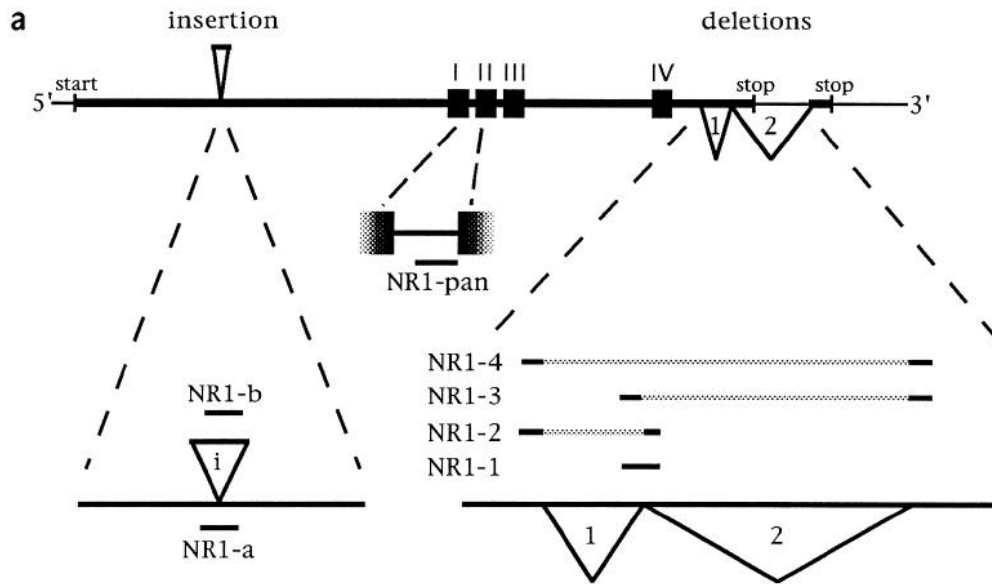 a
insertion
deletions
5'
start
I II III
IV
stop
stop
3'
1
2
NR1-pan
NR1-4
NR1-3
NR1-2
NR1-1
NR1-b
i
NR1-a
1
2